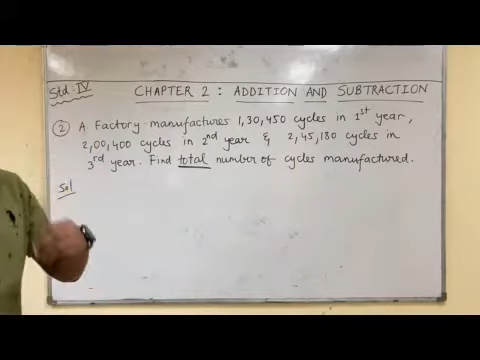 Std: IV
CHAPTER 2 : ADDITION AND SUBTRACTION
② A Factory manufactures 1,30,450 cycles in 1st year,
2,00,400 cycles in 2nd year & 2,45,180 cycles in
3rd year. Find total number of cycles manufactured.
Sol